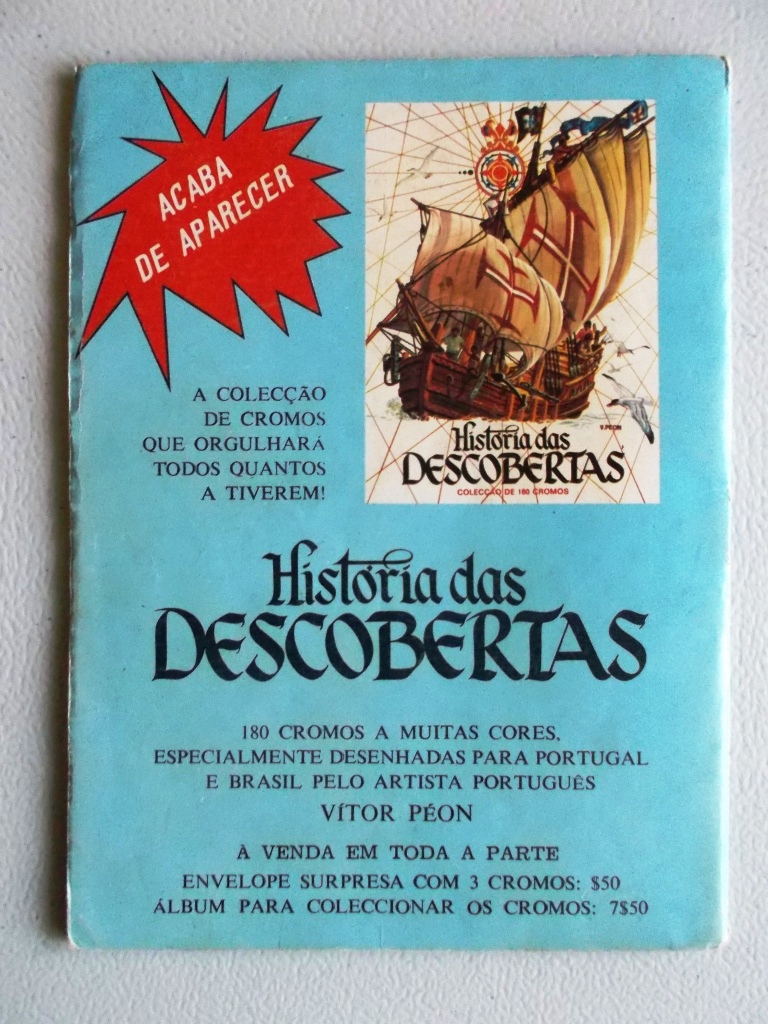 ACABA
DE APARECER
A COLECÇÃO
DE CROMOS
QUE ORGULHARÁ
TODOS QUANTOS
A TIVEREM!
V.PÉON
História das
DESCOBERTAS
COLECÇÃO DE 180 CROMOS
História das
DESCOBERTAS
180 CROMOS A MUITAS CORES,
ESPECIALMENTE DESENHADAS PARA PORTUGAL
E BRASIL PELO ARTISTA PORTUGUÊS
VÍTOR PÉON
À VENDA EM TODA A PARTE
ENVELOPE SURPRESA COM 3 CROMOS: $50
ÁLBUM PARA COLECCIONAR OS CROMOS: 7$50